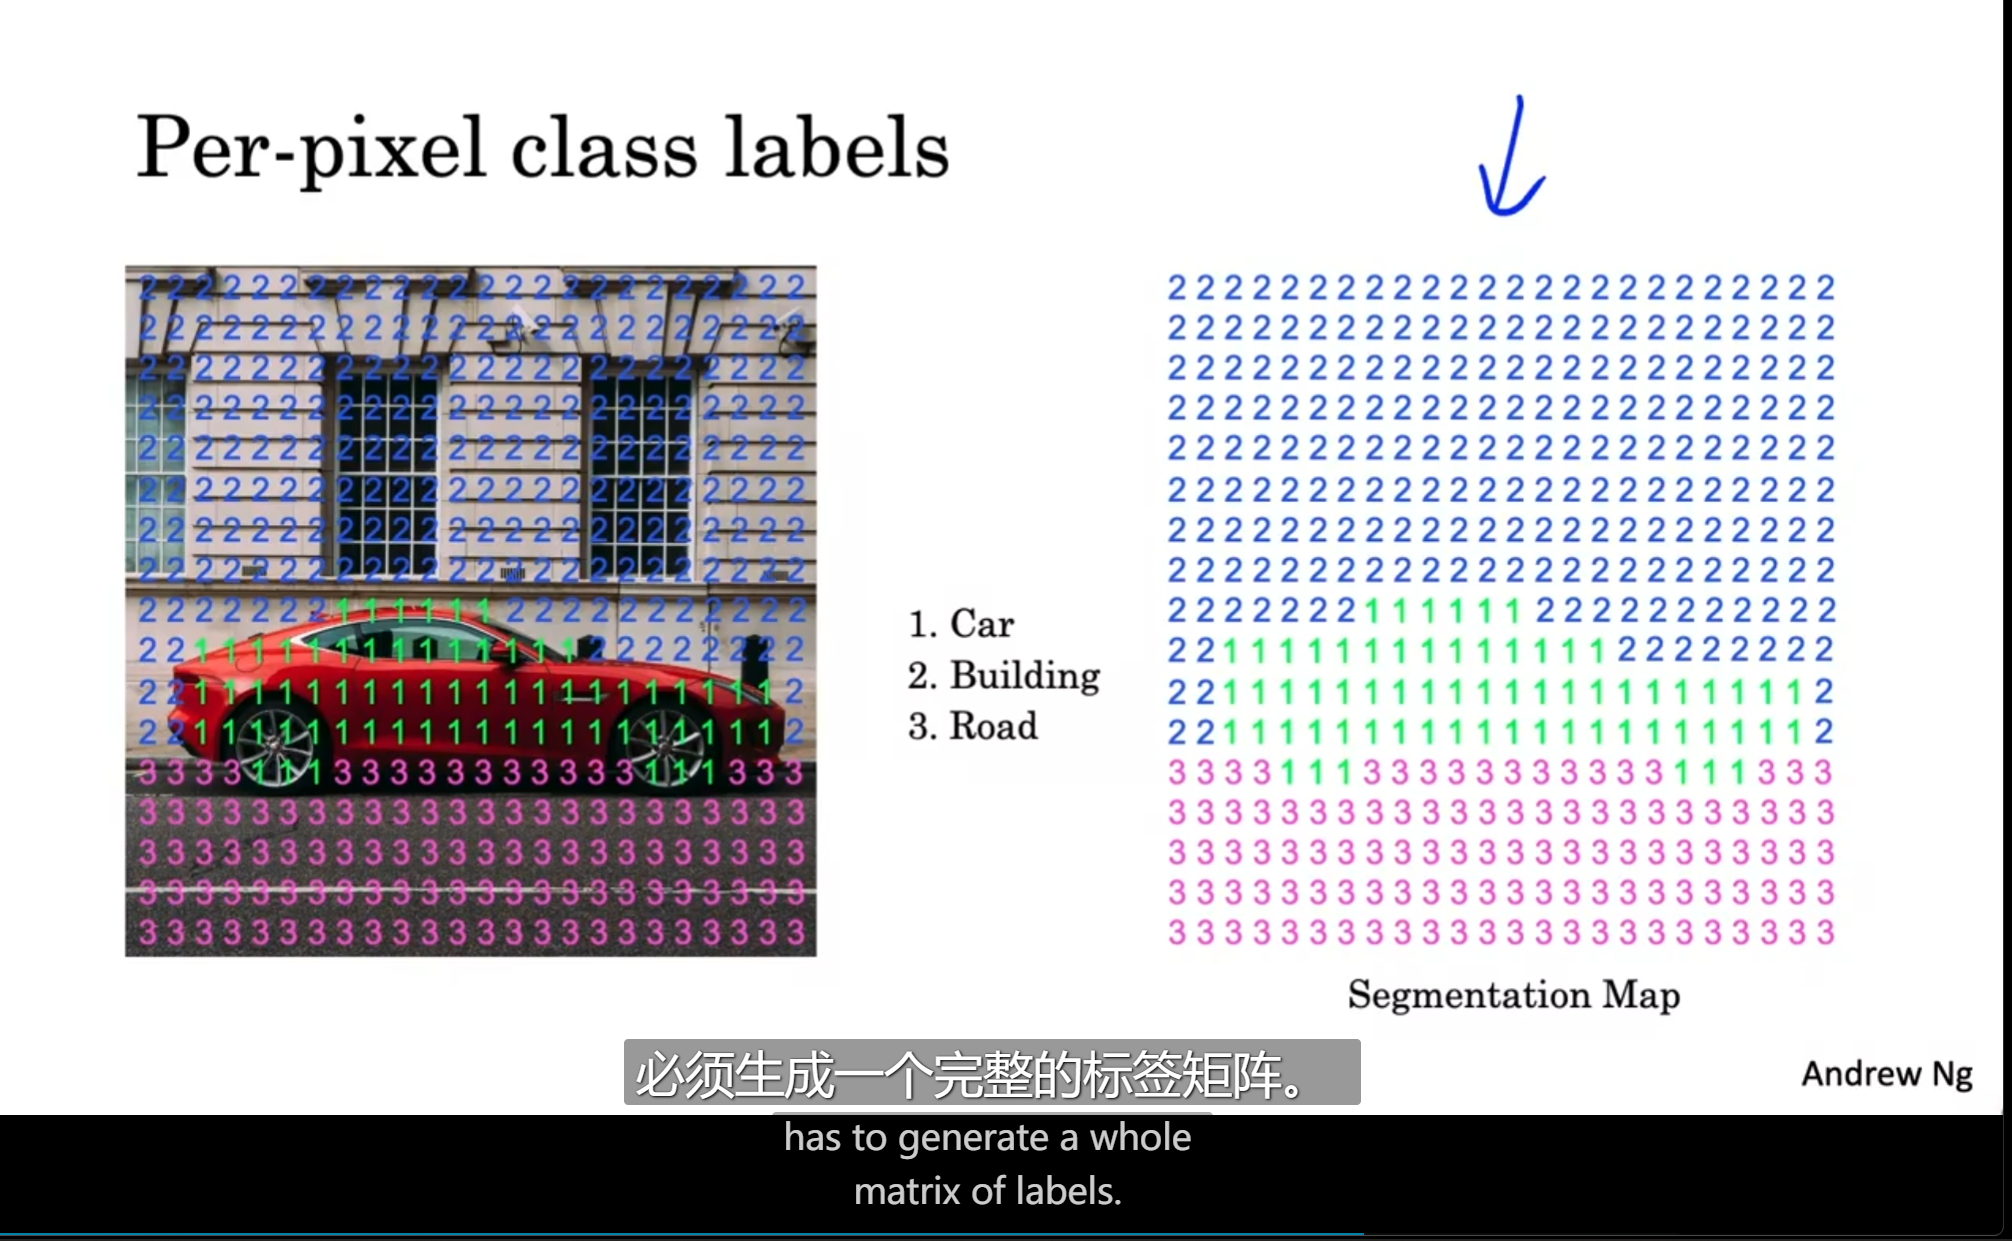 Per-pixel class labels
2 2 2 2 2 2 2 2 2 2 2 2 2 2 2 2 2 2 2 2 2 2 2 2
2 2 2 2 2 2 2 2 2 2 2 2 2 2 2 2 2 2 2 2 2 2 2 2
2 2 2 2 2 2 2 2 2 2 2 2 2 2 2 2 2 2 2 2 2 2 2 2
2 2 2 2 2 2 2 2 2 2 2 2 2 2 2 2 2 2 2 2 2 2 2 2
2 2 2 2 2 2 2 2 2 2 2 2 2 2 2 2 2 2 2 2 2 2 2 2
2 2 2 2 2 2 2 2 2 2 2 2 2 2 2 2 2 2 2 2 2 2 2 2
2 2 2 2 2 2 2 2 2 2 2 2 2 2 2 2 2 2 2 2 2 2 2 2
2 2 2 2 2 2 2 2 2 2 2 2 2 2 2 2 2 2 2 2 2 2 2 2
2 2 2 2 2 2 2 1 1 1 1 1 1 2 2 2 2 2 2 2 2 2 2 2
2 2 1 1 1 1 1 1 1 1 1 1 1 1 1 1 2 2 2 2 2 2 2 2
2 2 1 1 1 1 1 1 1 1 1 1 1 1 1 1 1 1 1 1 1 1 1 2
2 2 1 1 1 1 1 1 1 1 1 1 1 1 1 1 1 1 1 1 1 1 1 2
3 3 3 3 1 1 1 3 3 3 3 3 3 3 3 3 3 3 1 1 1 3 3 3
3 3 3 3 3 3 3 3 3 3 3 3 3 3 3 3 3 3 3 3 3 3 3 3
3 3 3 3 3 3 3 3 3 3 3 3 3 3 3 3 3 3 3 3 3 3 3 3
3 3 3 3 3 3 3 3 3 3 3 3 3 3 3 3 3 3 3 3 3 3 3 3
3 3 3 3 3 3 3 3 3 3 3 3 3 3 3 3 3 3 3 3 3 3 3 3
1. Car
2. Building
3. Road
2 2 2 2 2 2 2 2 2 2 2 2 2 2 2 2 2 2 2 2 2 2 2 2
2 2 2 2 2 2 2 2 2 2 2 2 2 2 2 2 2 2 2 2 2 2 2 2
2 2 2 2 2 2 2 2 2 2 2 2 2 2 2 2 2 2 2 2 2 2 2 2
2 2 2 2 2 2 2 2 2 2 2 2 2 2 2 2 2 2 2 2 2 2 2 2
2 2 2 2 2 2 2 2 2 2 2 2 2 2 2 2 2 2 2 2 2 2 2 2
2 2 2 2 2 2 2 2 2 2 2 2 2 2 2 2 2 2 2 2 2 2 2 2
2 2 2 2 2 2 2 2 2 2 2 2 2 2 2 2 2 2 2 2 2 2 2 2
2 2 2 2 2 2 2 2 2 2 2 2 2 2 2 2 2 2 2 2 2 2 2 2
2 2 2 2 2 2 2 1 1 1 1 1 1 2 2 2 2 2 2 2 2 2 2 2
2 2 1 1 1 1 1 1 1 1 1 1 1 1 1 1 2 2 2 2 2 2 2 2
2 2 1 1 1 1 1 1 1 1 1 1 1 1 1 1 1 1 1 1 1 1 1 2
2 2 1 1 1 1 1 1 1 1 1 1 1 1 1 1 1 1 1 1 1 1 1 2
3 3 3 3 1 1 1 3 3 3 3 3 3 3 3 3 3 3 1 1 1 3 3 3
3 3 3 3 3 3 3 3 3 3 3 3 3 3 3 3 3 3 3 3 3 3 3 3
3 3 3 3 3 3 3 3 3 3 3 3 3 3 3 3 3 3 3 3 3 3 3 3
3 3 3 3 3 3 3 3 3 3 3 3 3 3 3 3 3 3 3 3 3 3 3 3
3 3 3 3 3 3 3 3 3 3 3 3 3 3 3 3 3 3 3 3 3 3 3 3
Segmentation Map
必须生成一个完整的标签矩阵。
Andrew Ng
has to generate a whole
matrix of labels.